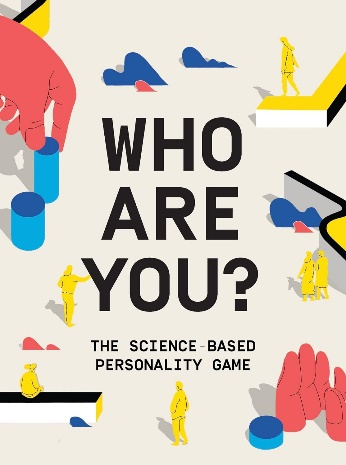 WHO
ARE
YOU?
THE SCIENCE-BASED
PERSONALITY GAME